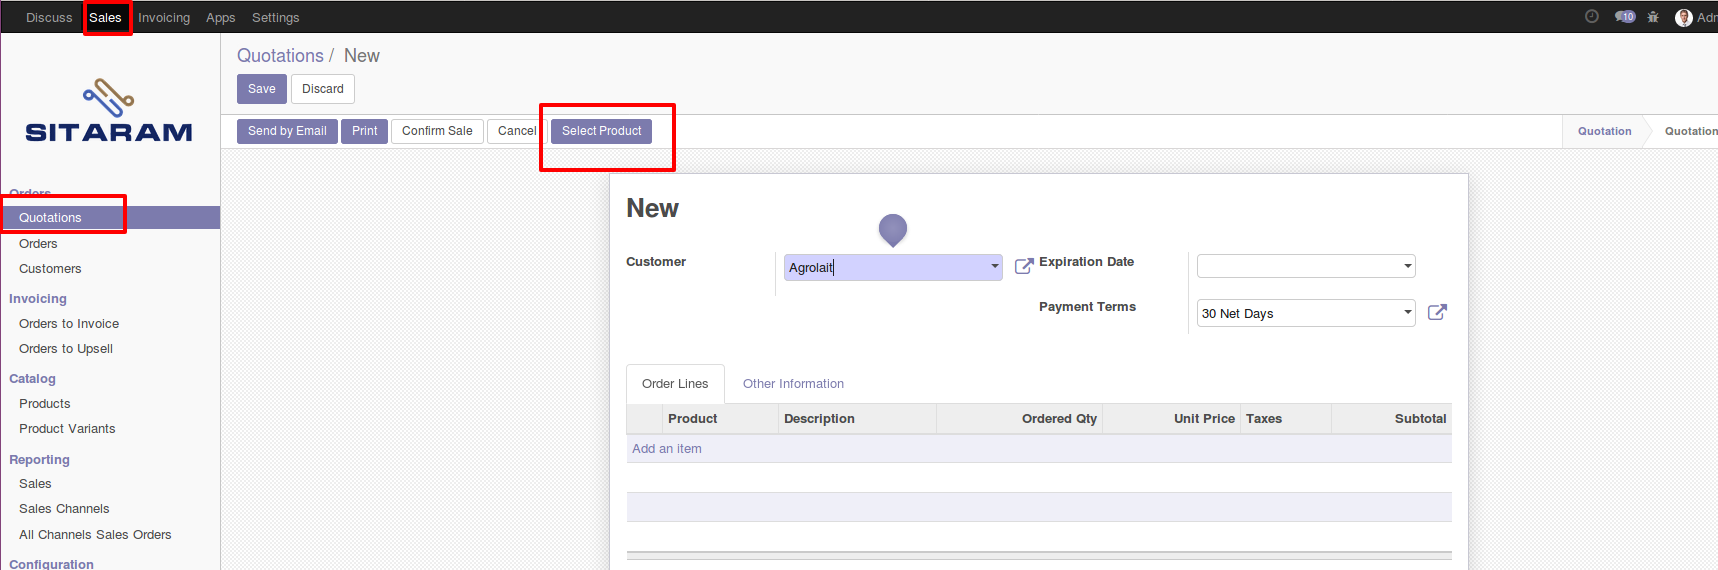 Discuss Sales Invoicing Apps Settings 10
Quotations / New
Save Discard
Send by Email Print Confirm Sale Cancel Select Product Quotation Quotation
SITARAM
Orders
Quotations
Orders
Customers
Invoicing
Orders to Invoice
Orders to Upsell
Catalog
Products
Product Variants
Reporting
Sales
Sales Channels
All Channels Sales Orders
Configuration
New
Customer Agrolait Expiration Date
Payment Terms 30 Net Days
Order Lines Other Information
Product Description Ordered Qty Unit Price Taxes Subtotal
Add an item